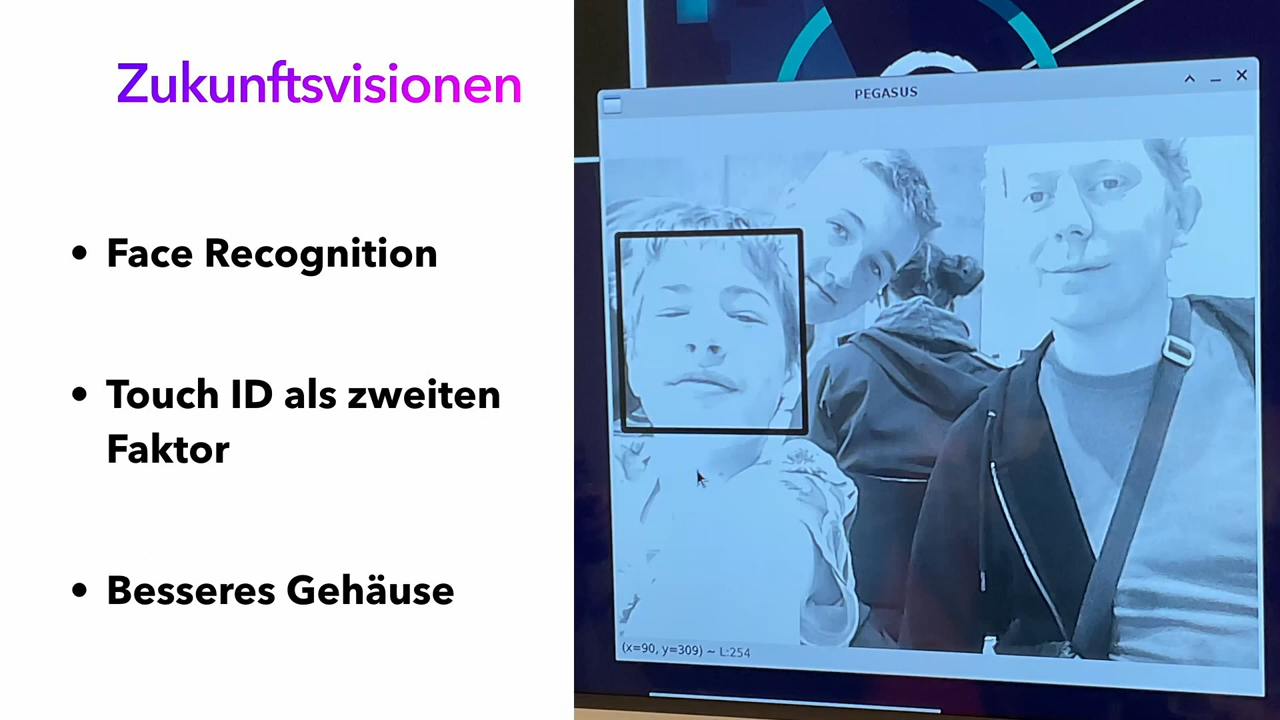 Zukunftsvisionen
• Face Recognition
• Touch ID als zweiten
Faktor
• Besseres Gehäuse
PEGASUS
(x=90, y=309) ~ L:254